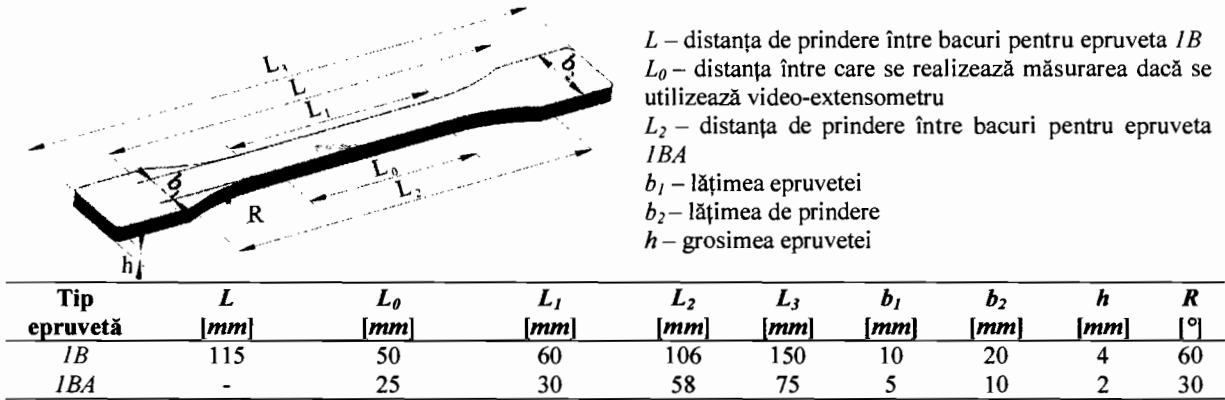 L₃
L
L₁
L₀
L₂
R
h
L – distanța de prindere între bacuri pentru epruveta 1B
L₀ – distanța între care se realizează măsurarea dacă se
utilizează video-extensometru
L₂ – distanța de prindere între bacuri pentru epruveta
1BA
b₁ – lățimea epruvetei
b₂ – lățimea de prindere
h – grosimea epruvetei
Tip epruvetă L [mm] L₀ [mm] L₁ [mm] L₂ [mm] L₃ [mm] b₁ [mm] b₂ [mm] h [mm] R [°]
1B 115 50 60 106 150 10 20 4 60
1BA - 25 30 58 75 5 10 2 30